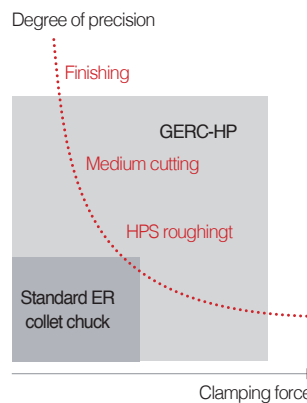 Degree of precision
Finishing
GERC-HP
Medium cutting
HPS roughingt
Standard ER
collet chuck
Clamping force